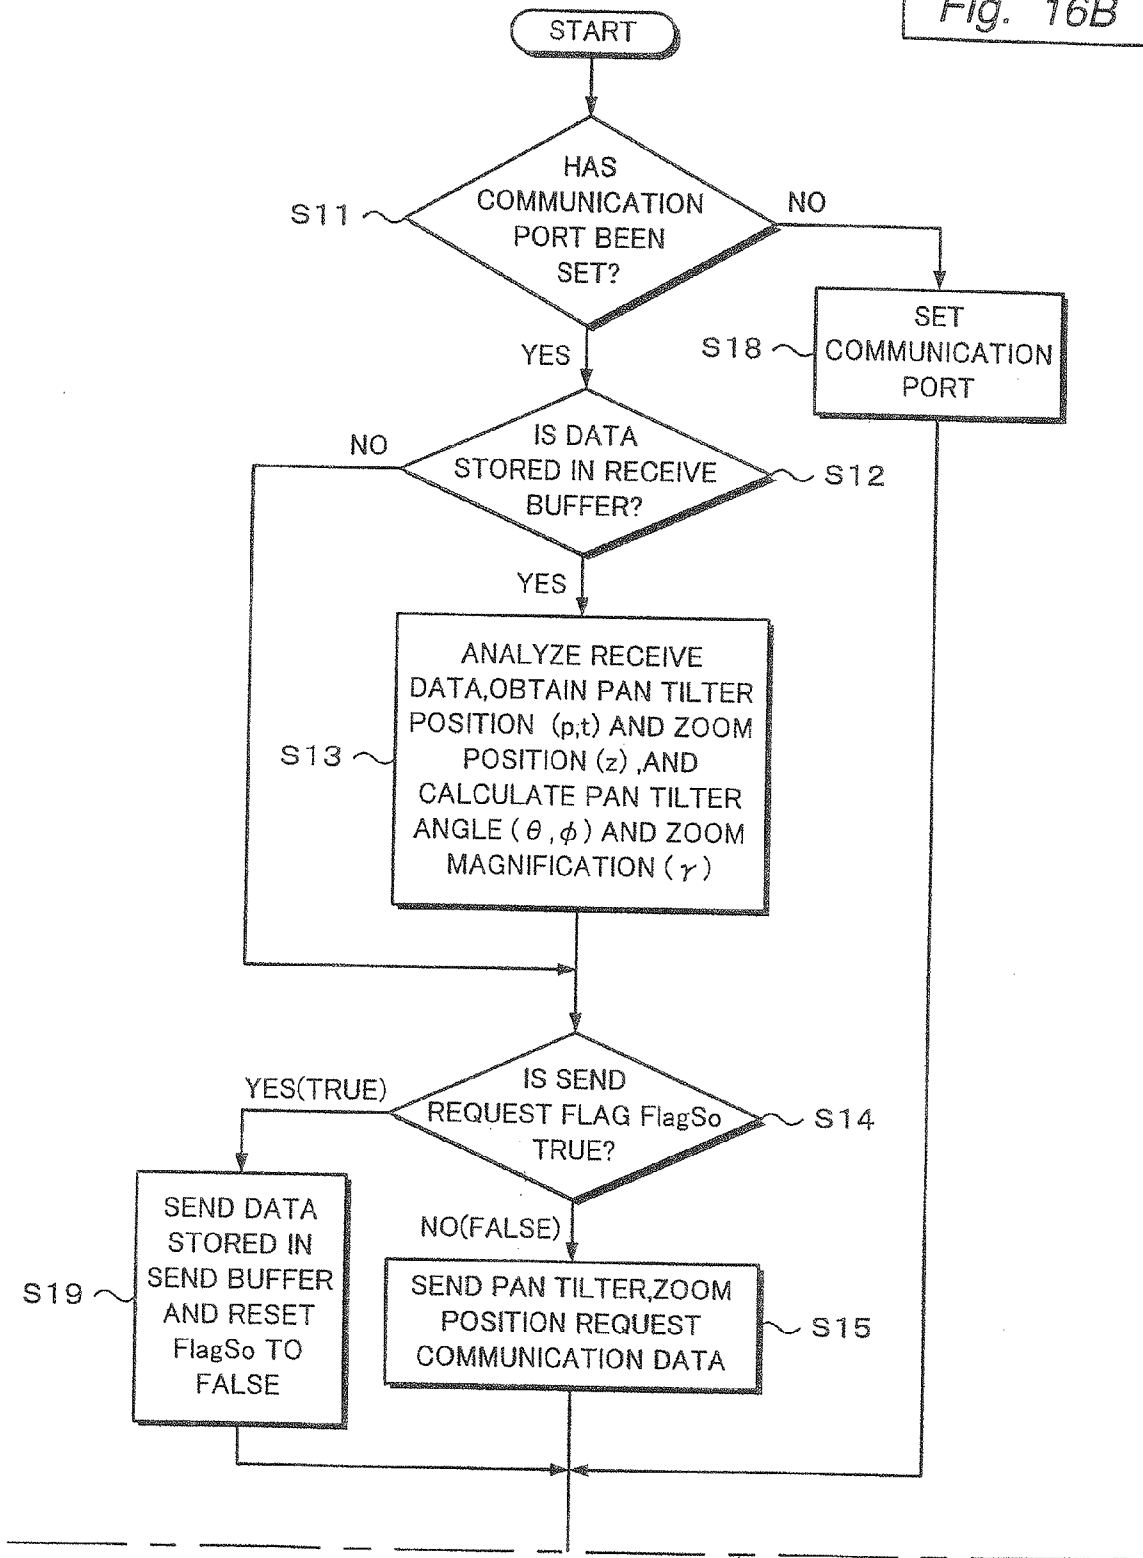 Fig. 16B
START
HAS
COMMUNICATION
PORT BEEN
SET?
S11
NO
YES
SET
COMMUNICATION
PORT
S18
IS DATA
STORED IN RECEIVE
BUFFER?
S12
NO
YES
ANALYZE RECEIVE
DATA,OBTAIN PAN TILTER
POSITION (p,t) AND ZOOM
POSITION (z) ,AND
CALCULATE PAN TILTER
ANGLE (θ,φ) AND ZOOM
MAGNIFICATION (γ)
S13
IS SEND
REQUEST FLAG FlagSo
TRUE?
S14
YES(TRUE)
NO(FALSE)
SEND DATA
STORED IN
SEND BUFFER
AND RESET
FlagSo TO
FALSE
S19
SEND PAN TILTER,ZOOM
POSITION REQUEST
COMMUNICATION DATA
S15